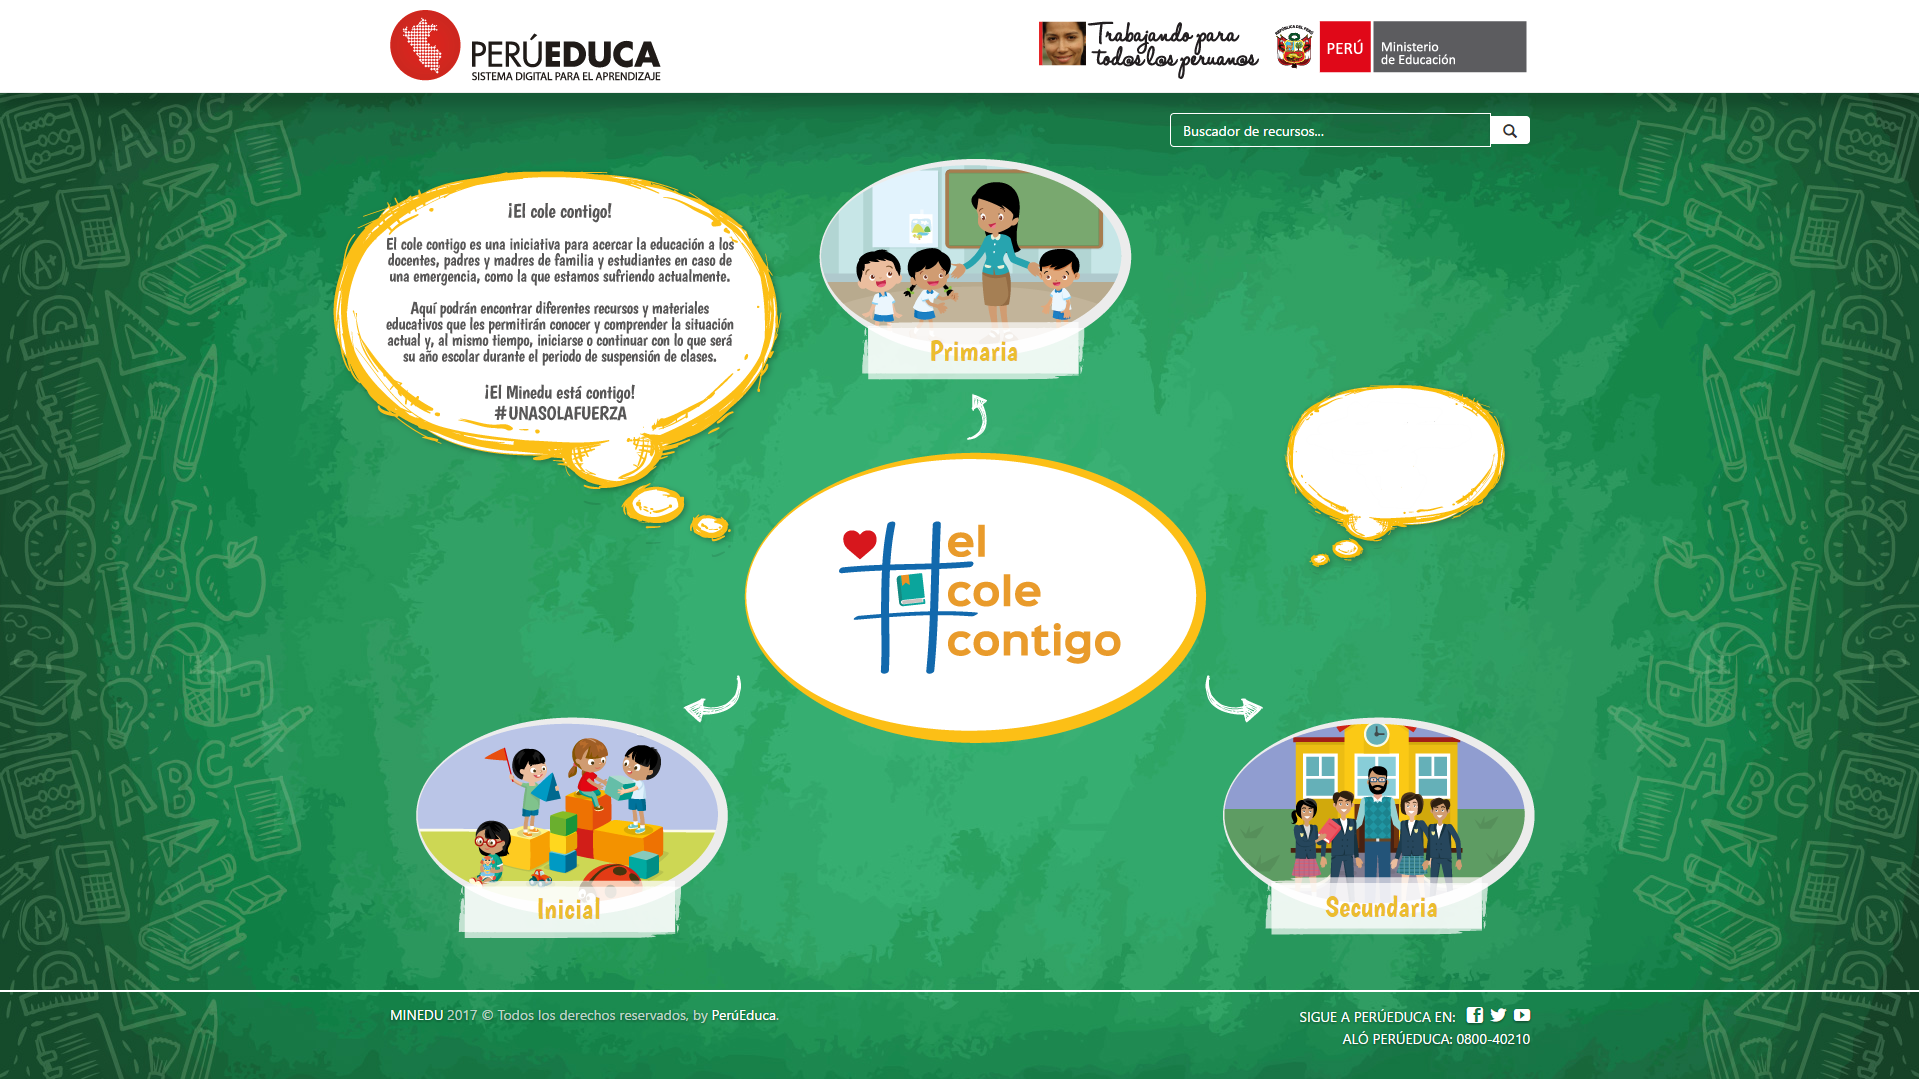 PERÚEDUCA
SISTEMA DIGITAL PARA EL APRENDIZAJE
Trabajando para
todos los peruanos
REPÚBLICA DEL PERÚ
PERÚ
Ministerio
de Educación
Buscador de recursos...
¡El cole contigo!
El cole contigo es una iniciativa para acercar la educación a los
docentes, padres y madres de familia y estudiantes en caso de
una emergencia, como la que estamos sufriendo actualmente.
Aquí podrán encontrar diferentes recursos y materiales
educativos que les permitirán conocer y comprender la situación
actual y, al mismo tiempo, iniciarse o continuar con lo que será
su año escolar durante el periodo de suspensión de clases.
¡El Minedu está contigo!
#UNASOLAFUERZA
Primaria
el
cole
contigo
Inicial
Secundaria
MINEDU 2017 © Todos los derechos reservados, by PerúEduca.
SIGUE A PERÚEDUCA EN:
ALÓ PERÚEDUCA: 0800-40210